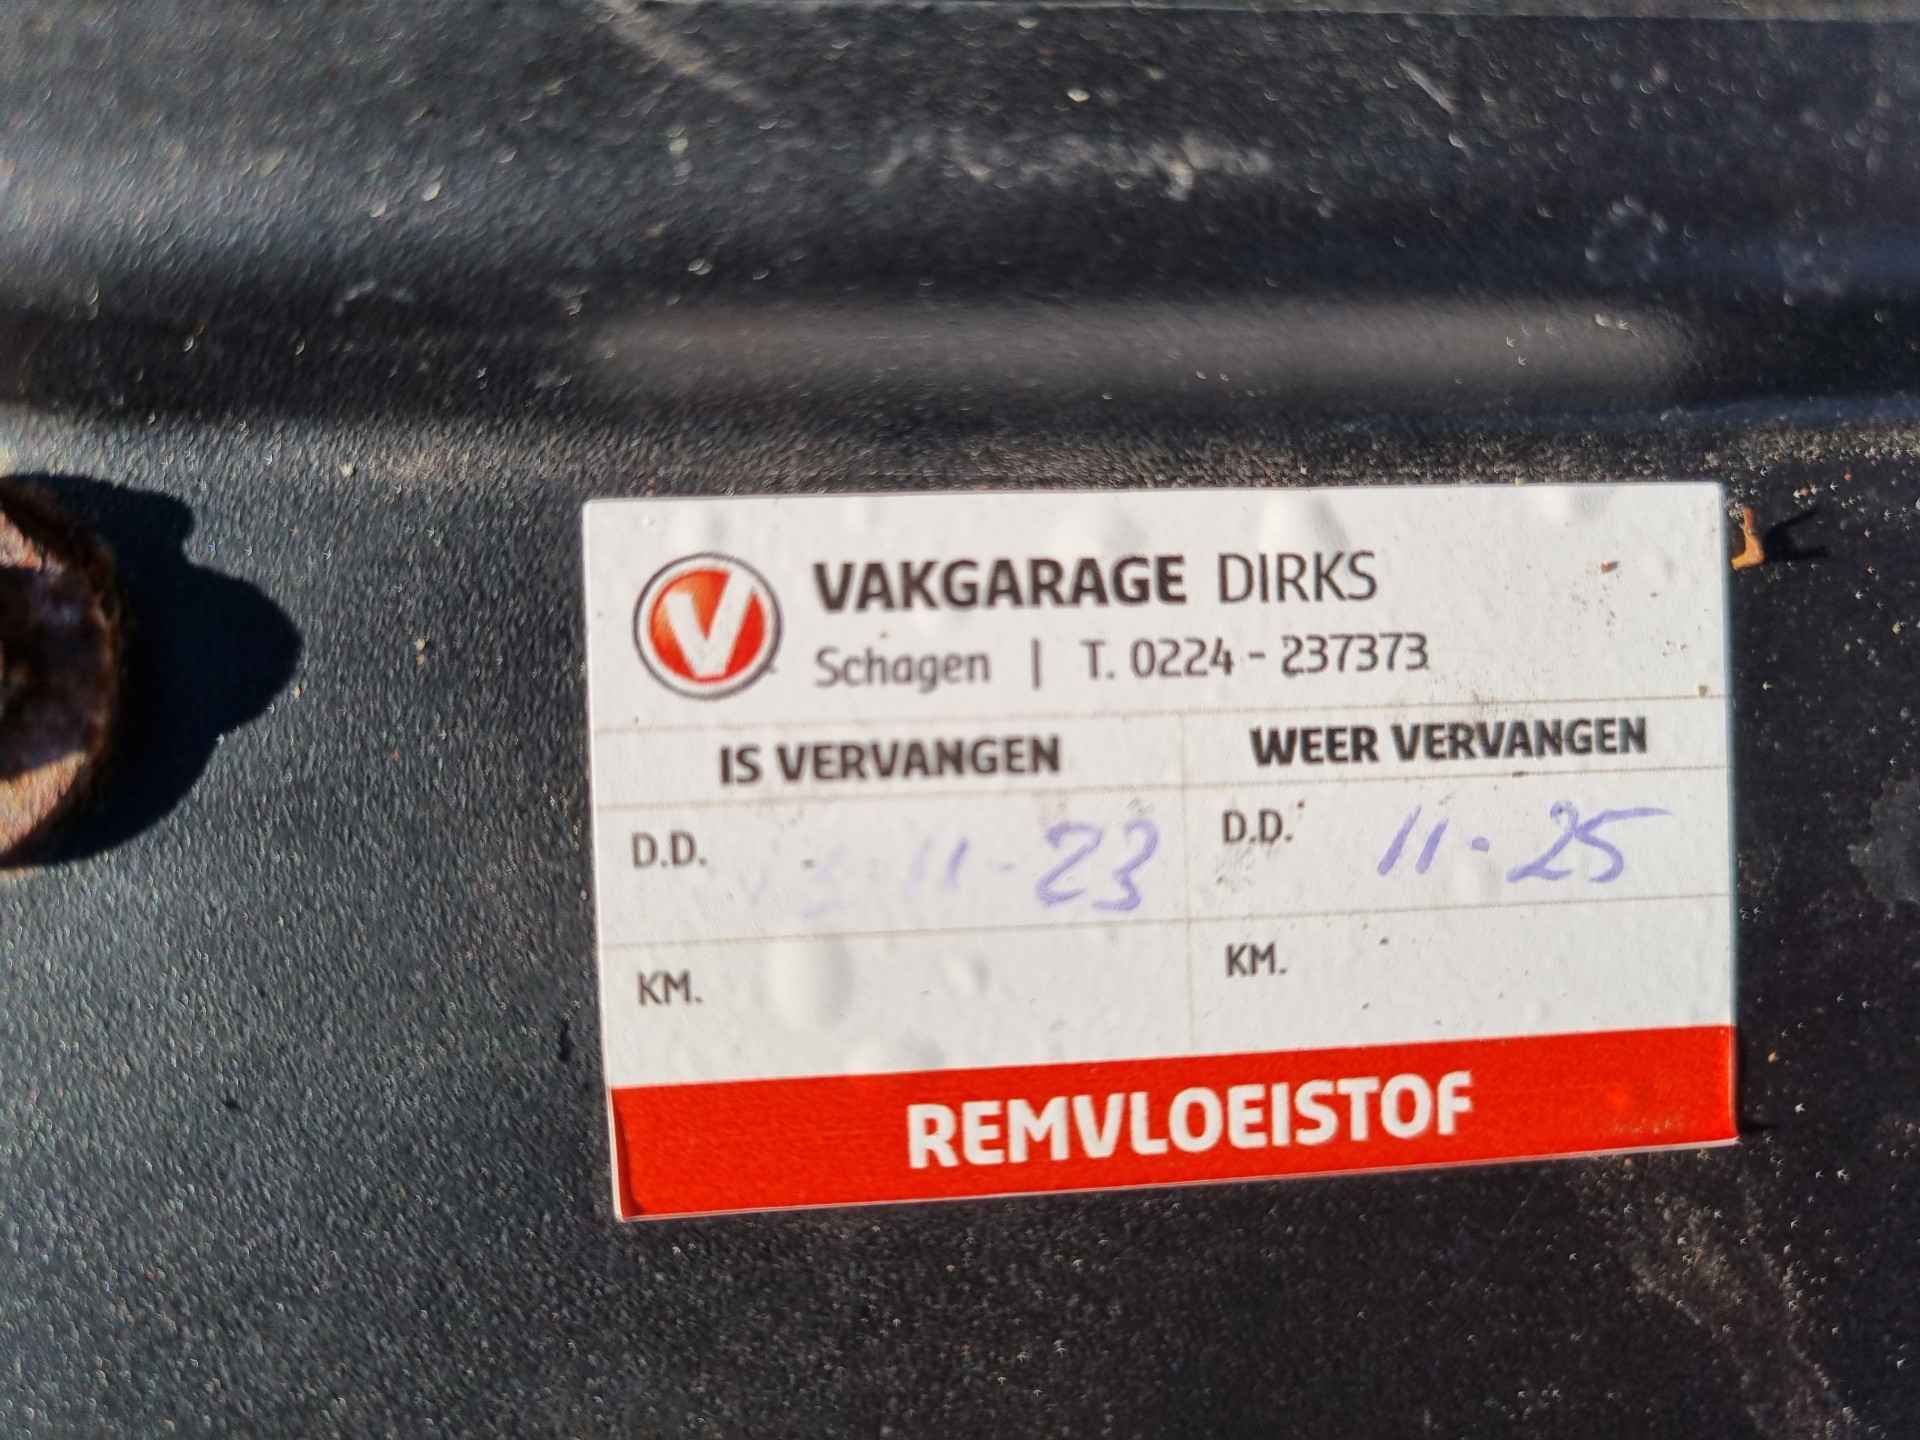 V VAKGARAGE DIRKS
Schagen | T. 0224 - 237373
IS VERVANGEN WEER VERVANGEN
D.D. 11-23 D.D. 11-25
KM. KM.
REMVLOEISTOF